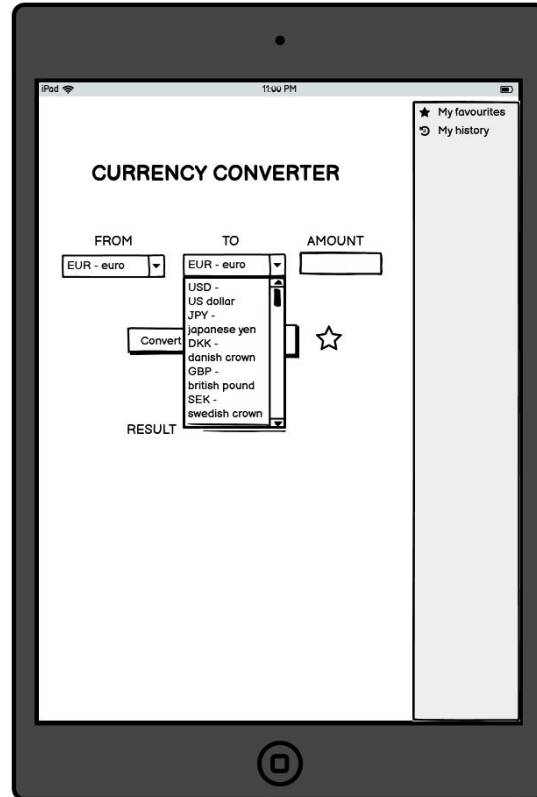 iPad
11:00 PM
My favourites
My history
CURRENCY CONVERTER
FROM TO AMOUNT
EUR - euro EUR - euro
USD -
US dollar
JPY -
japanese yen
DKK -
danish crown
GBP -
british pound
SEK -
swedish crown
Convert
RESULT